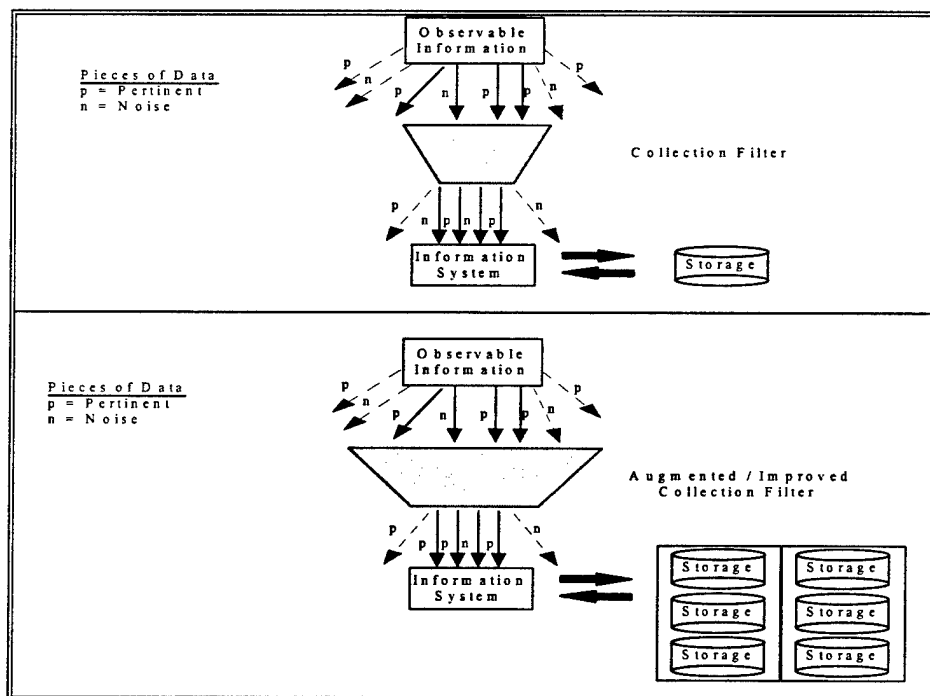 Observable
Information
Pieces of Data
p = Pertinent
n = Noise
p
n
p
n
p
p
n
p
Collection Filter
p
n
p
n
p
n
Information
System
Storage
Observable
Information
Pieces of Data
p = Pertinent
n = Noise
p
n
p
n
p
p
n
p
Augmented / Improved
Collection Filter
p
p
p
n
p
n
Information
System
Storage
Storage
Storage
Storage
Storage
Storage